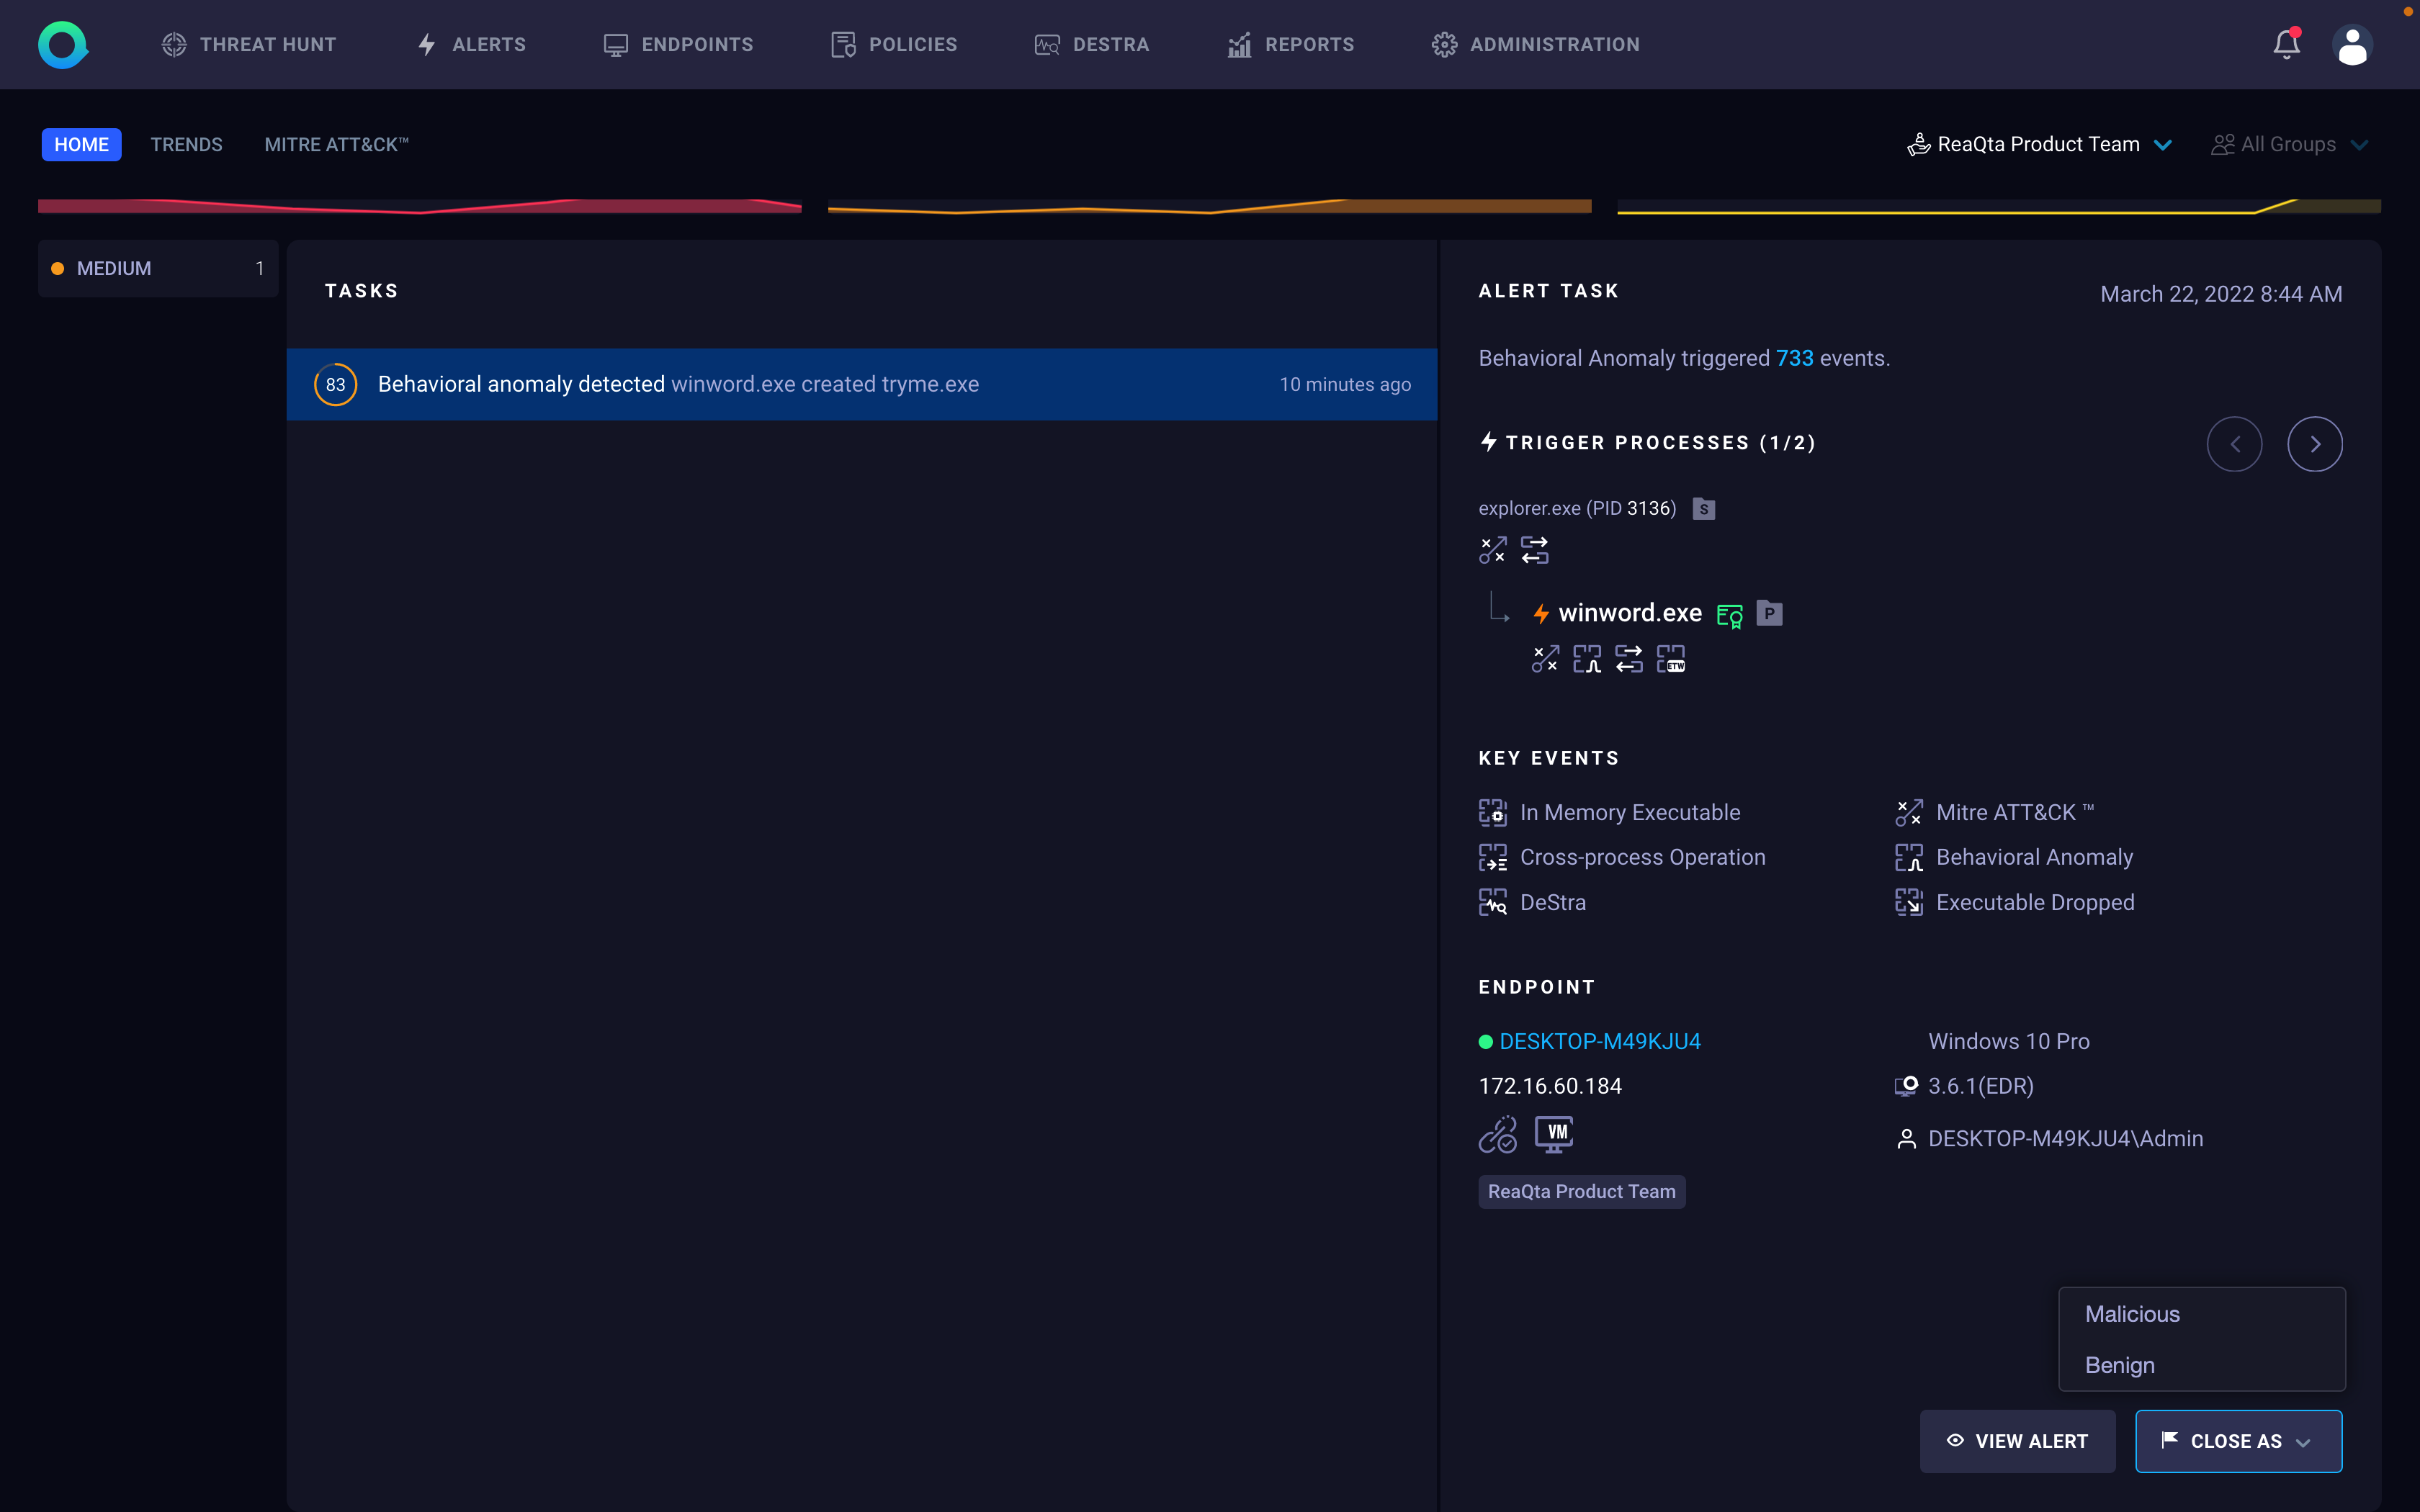 THREAT HUNT
ALERTS
ENDPOINTS
POLICIES
DESTRA
REPORTS
ADMINISTRATION
HOME
TRENDS
MITRE ATT&CK™
ReaQta Product Team
All Groups
MEDIUM 1
TASKS
83 Behavioral anomaly detected winword.exe created tryme.exe 10 minutes ago
ALERT TASK
March 22, 2022 8:44 AM
Behavioral Anomaly triggered 733 events.
TRIGGER PROCESSES (1/2)
explorer.exe (PID 3136) S
winword.exe P
ETW
KEY EVENTS
In Memory Executable
Mitre ATT&CK ™
Cross-process Operation
Behavioral Anomaly
DeStra
Executable Dropped
ENDPOINT
DESKTOP-M49KJU4
Windows 10 Pro
172.16.60.184
3.6.1(EDR)
VM
DESKTOP-M49KJU4\Admin
ReaQta Product Team
Malicious
Benign
VIEW ALERT
CLOSE AS